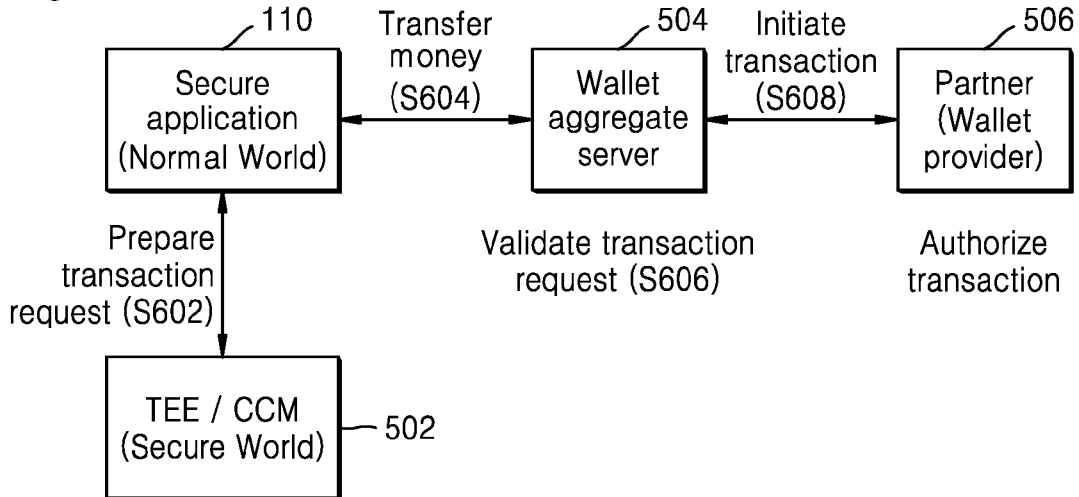 110
Secure
application
(Normal World)
Transfer
money
(S604)
504
Wallet
aggregate
server
Initiate
transaction
(S608)
506
Partner
(Wallet
provider)
Prepare
transaction
request (S602)
Validate transaction
request (S606)
Authorize
transaction
TEE / CCM
(Secure World)
502